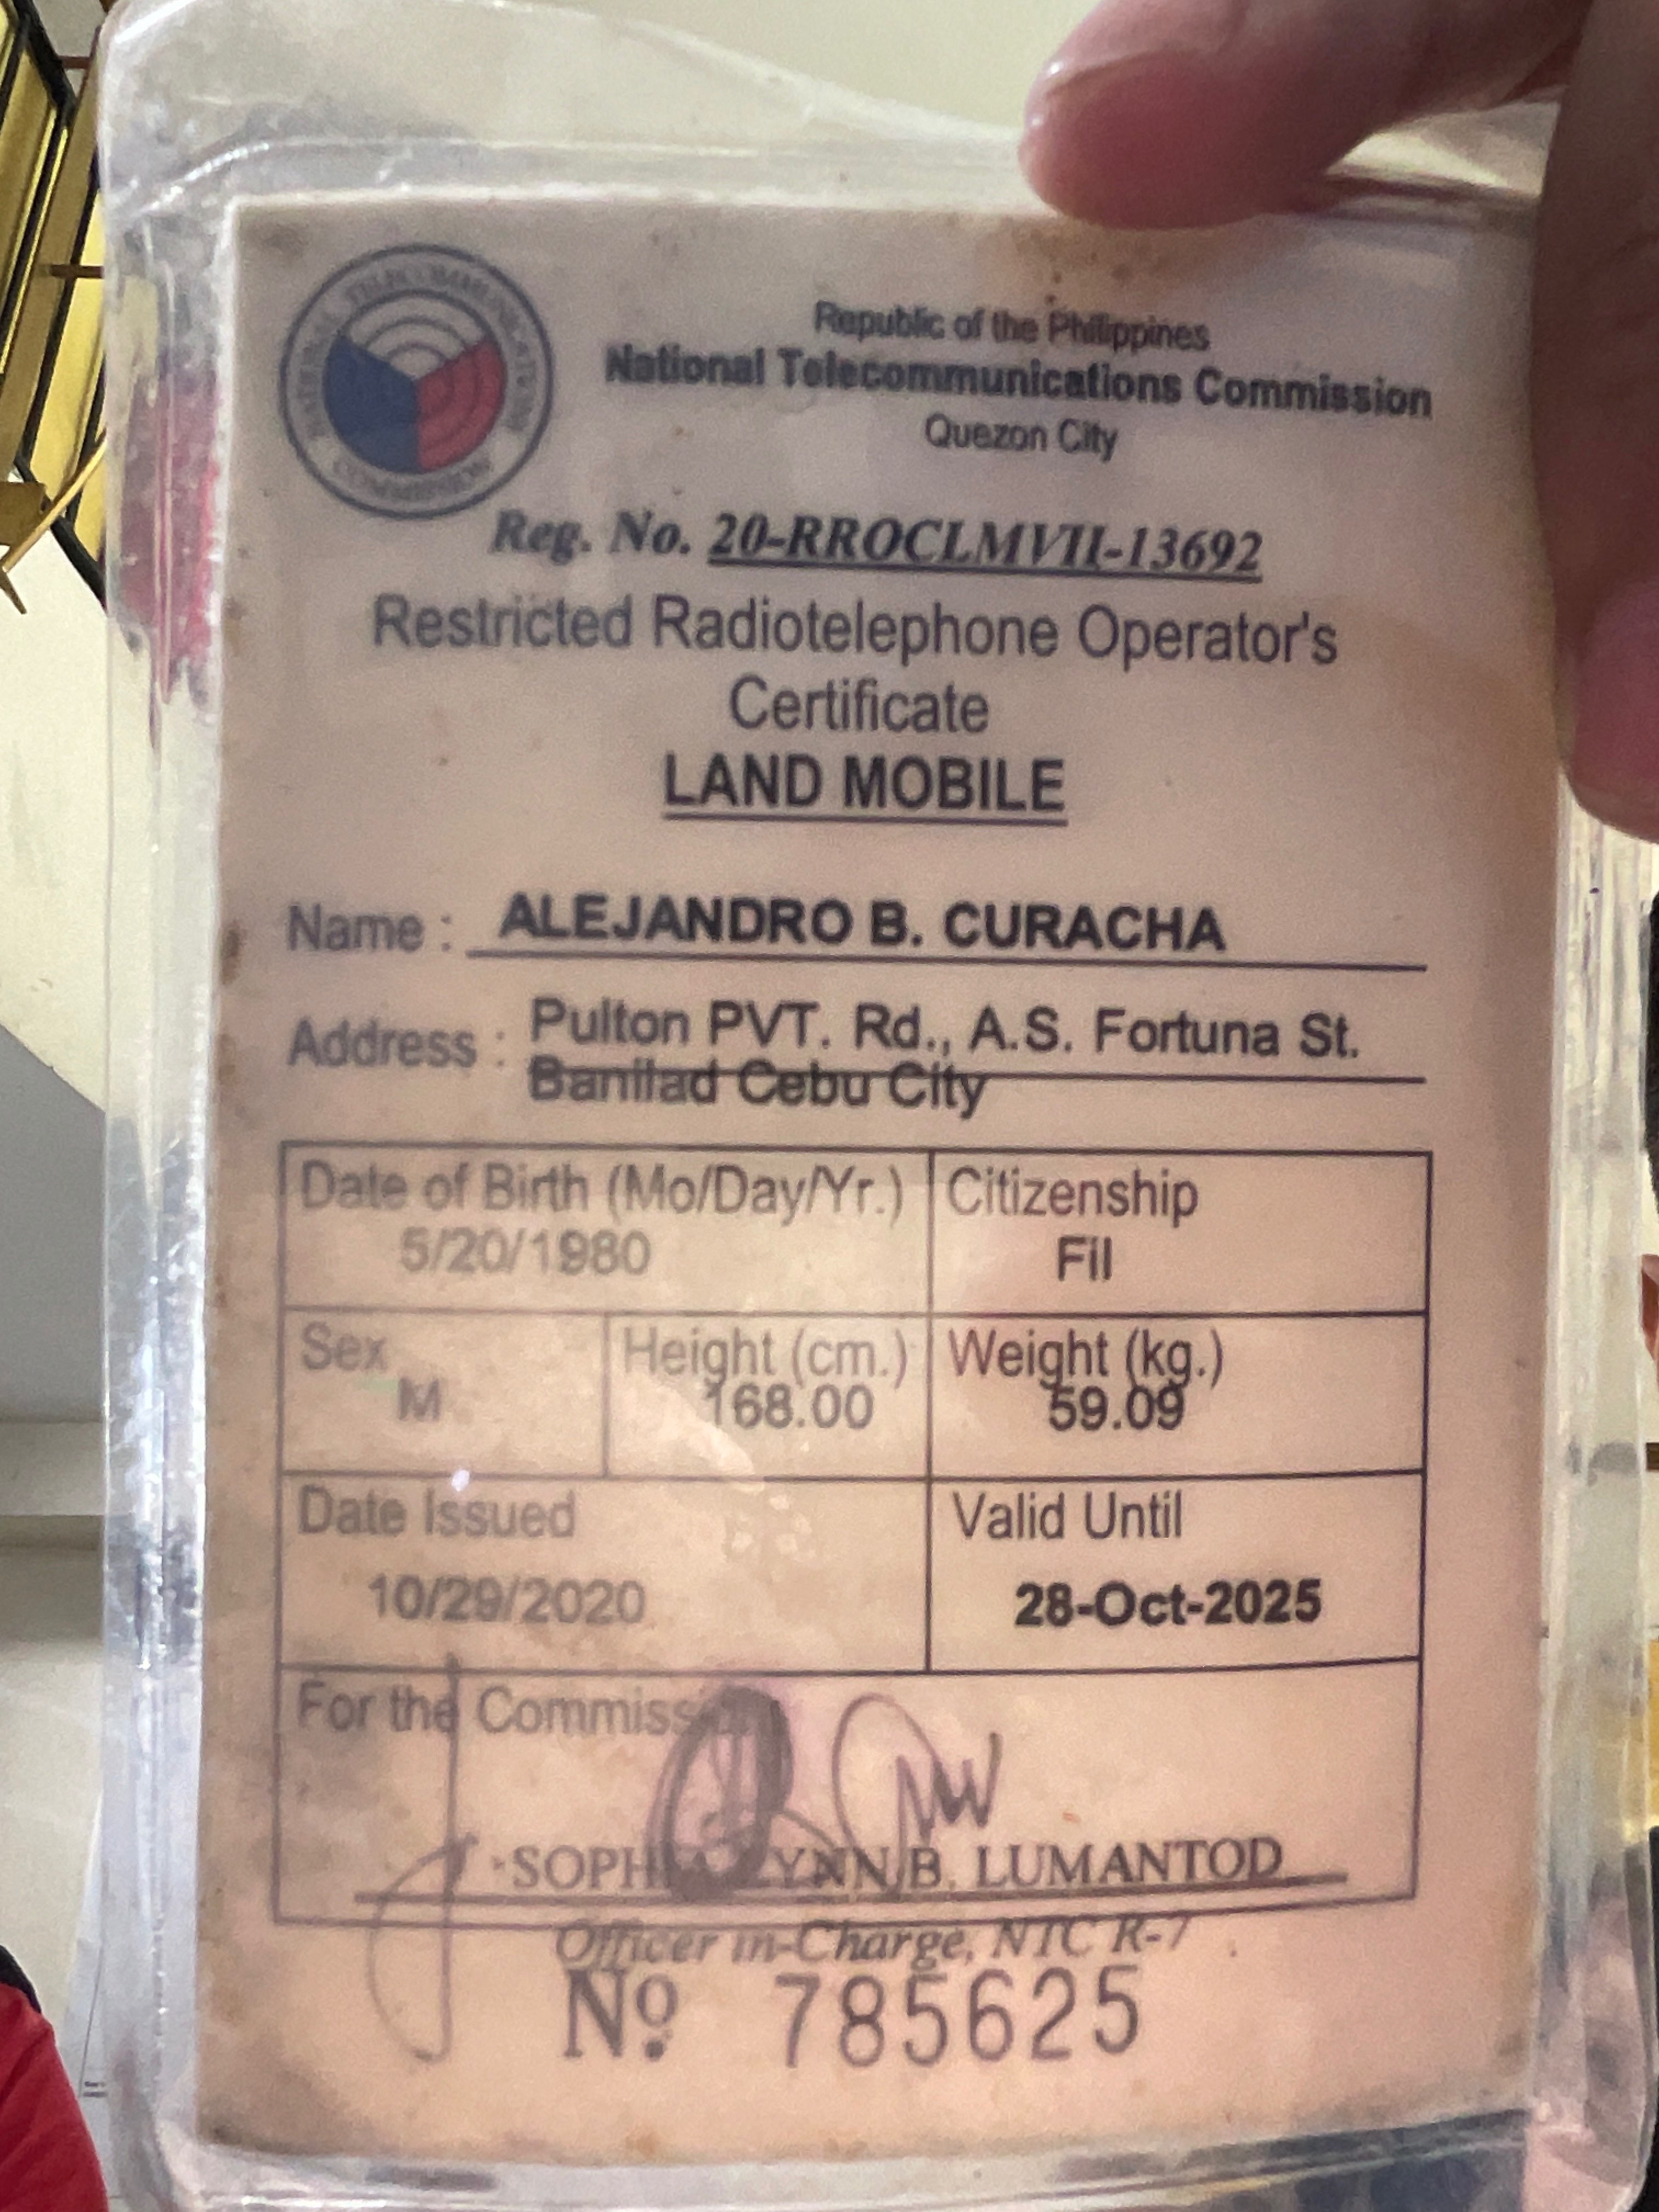 NATIONAL TELECOMMUNICATIONS COMMISSION
Republic of the Philippines
National Telecommunications Commission
Quezon City
Reg. No. 20-RROCLMVII-13692
Restricted Radiotelephone Operator's
Certificate
LAND MOBILE
Name : ALEJANDRO B. CURACHA
Address : Pulton PVT. Rd., A.S. Fortuna St.
Banilad Cebu City
Date of Birth (Mo/Day/Yr.) Citizenship
5/20/1980 Fil
Sex Height (cm.) Weight (kg.)
M 168.00 59.09
Date Issued Valid Until
10/29/2020 28-Oct-2025
For the
B. LUMANTOD
Officer in-Charge, NTC R-7
Nº 785625